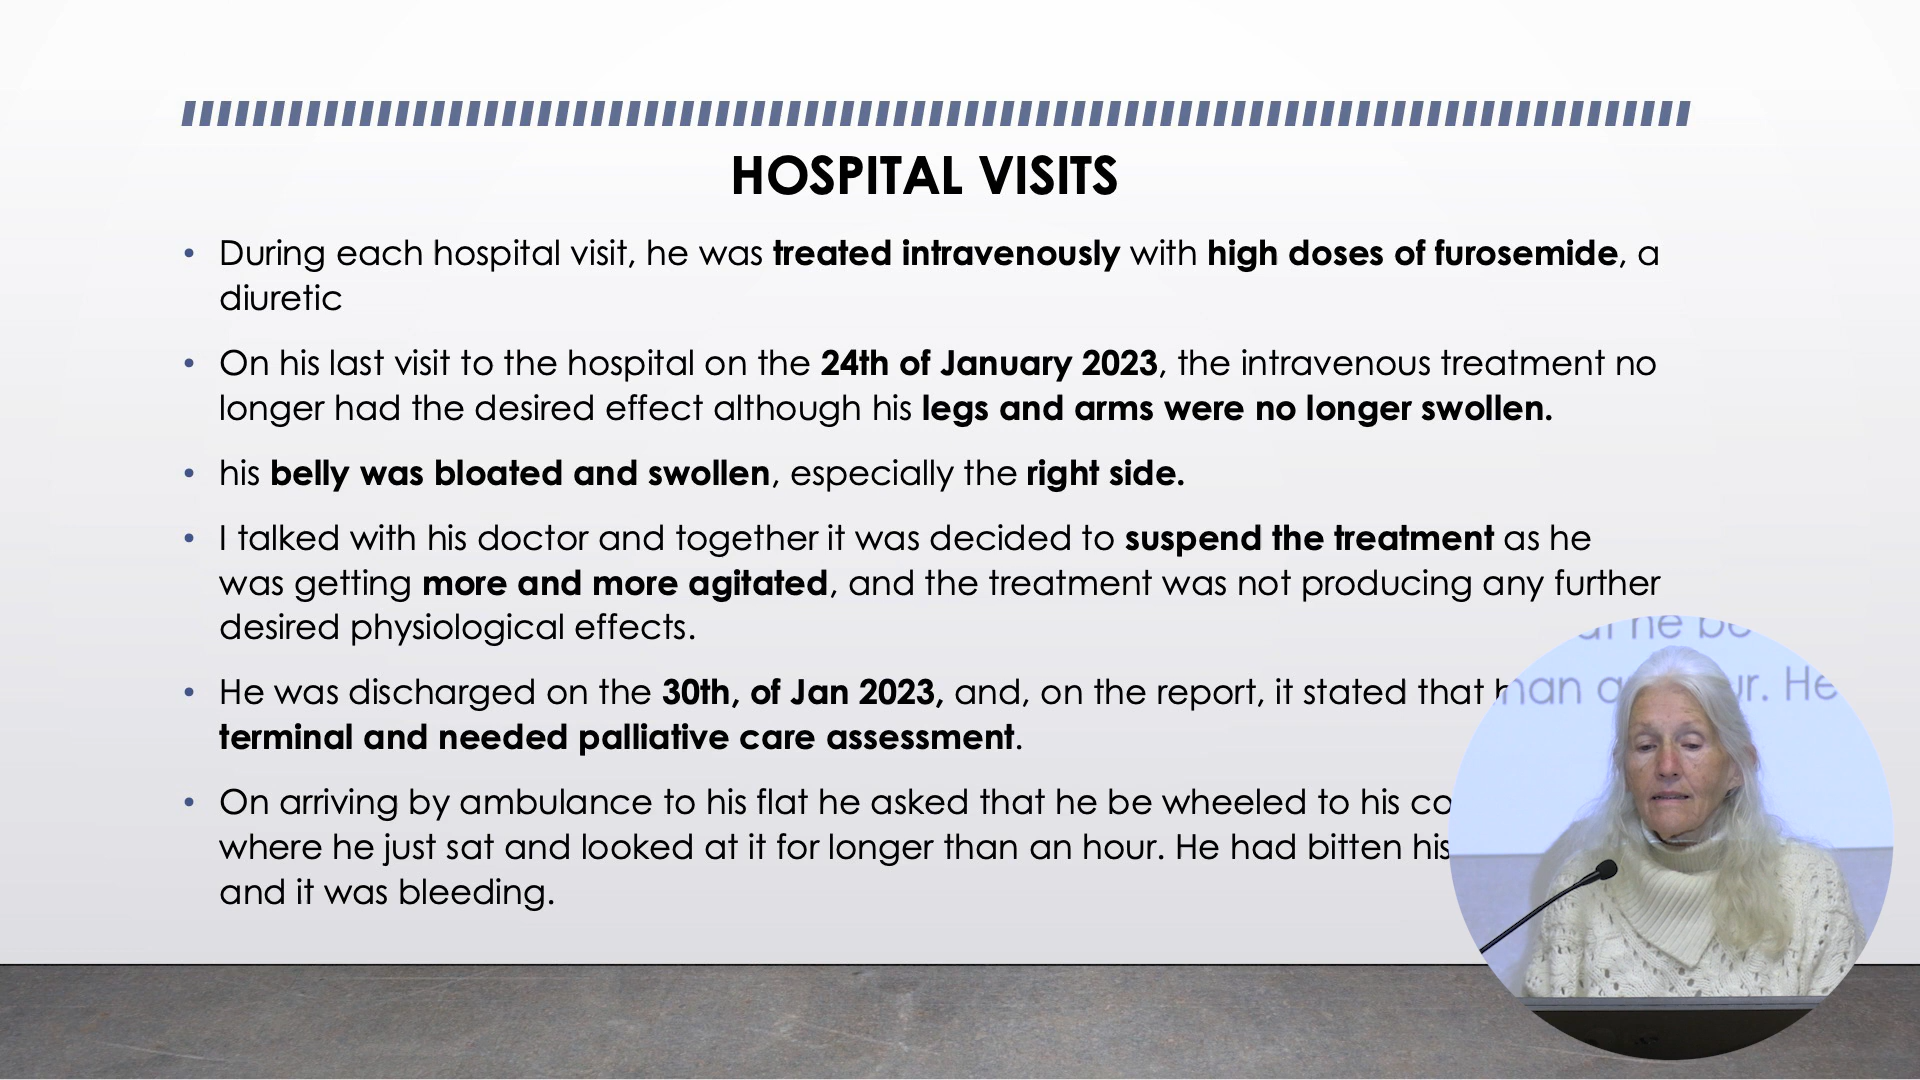 HOSPITAL VISITS
• During each hospital visit, he was treated intravenously with high doses of furosemide, a
diuretic
• On his last visit to the hospital on the 24th of January 2023, the intravenous treatment no
longer had the desired effect although his legs and arms were no longer swollen.
• his belly was bloated and swollen, especially the right side.
• I talked with his doctor and together it was decided to suspend the treatment as he
was getting more and more agitated, and the treatment was not producing any further
desired physiological effects.
• He was discharged on the 30th, of Jan 2023, and, on the report, it stated that
terminal and needed palliative care assessment.
• On arriving by ambulance to his flat he asked that he be wheeled to his
where he just sat and looked at it for longer than an hour. He had bitten his
and it was bleeding.
he
He